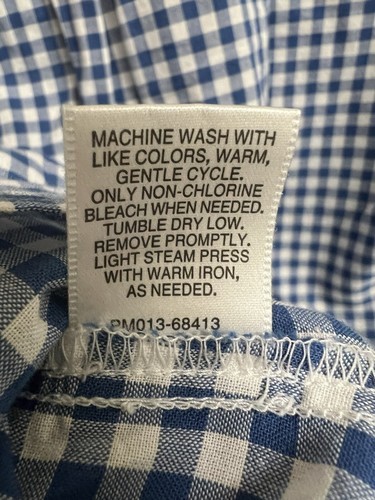 MACHINE WASH WITH
LIKE COLORS, WARM,
GENTLE CYCLE.
ONLY NON-CHLORINE
BLEACH WHEN NEEDED.
TUMBLE DRY LOW.
REMOVE PROMPTLY.
LIGHT STEAM PRESS
WITH WARM IRON,
AS NEEDED.
PM013-68413